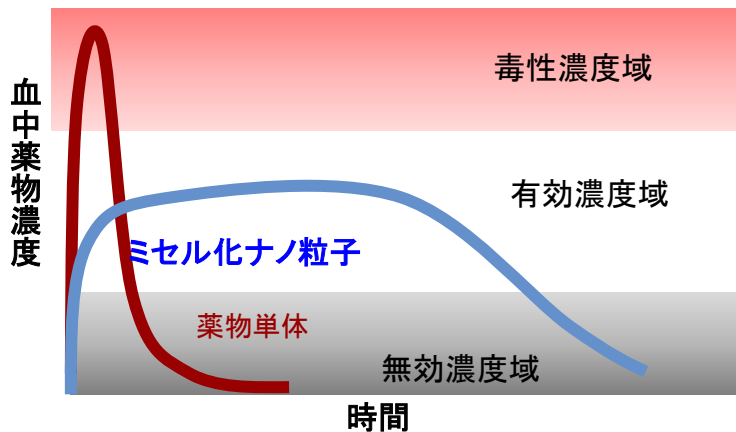 毒性濃度域
血中薬物濃度
有効濃度域
ミセル化ナノ粒子
薬物単体
無効濃度域
時間